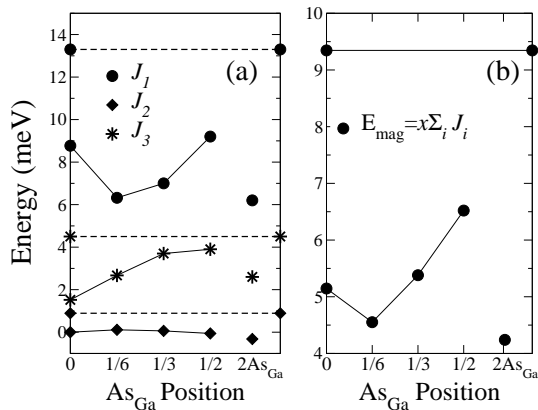 14
12
10
8
6
4
2
0
Energy (meV)
(a)
J1
J2
J3
0
1/6
1/3
1/2
2AsGa
AsGa Position
10
9
8
7
6
5
4
(b)
Emag=xΣi Ji
0
1/6
1/3
1/2
2AsGa
AsGa Position